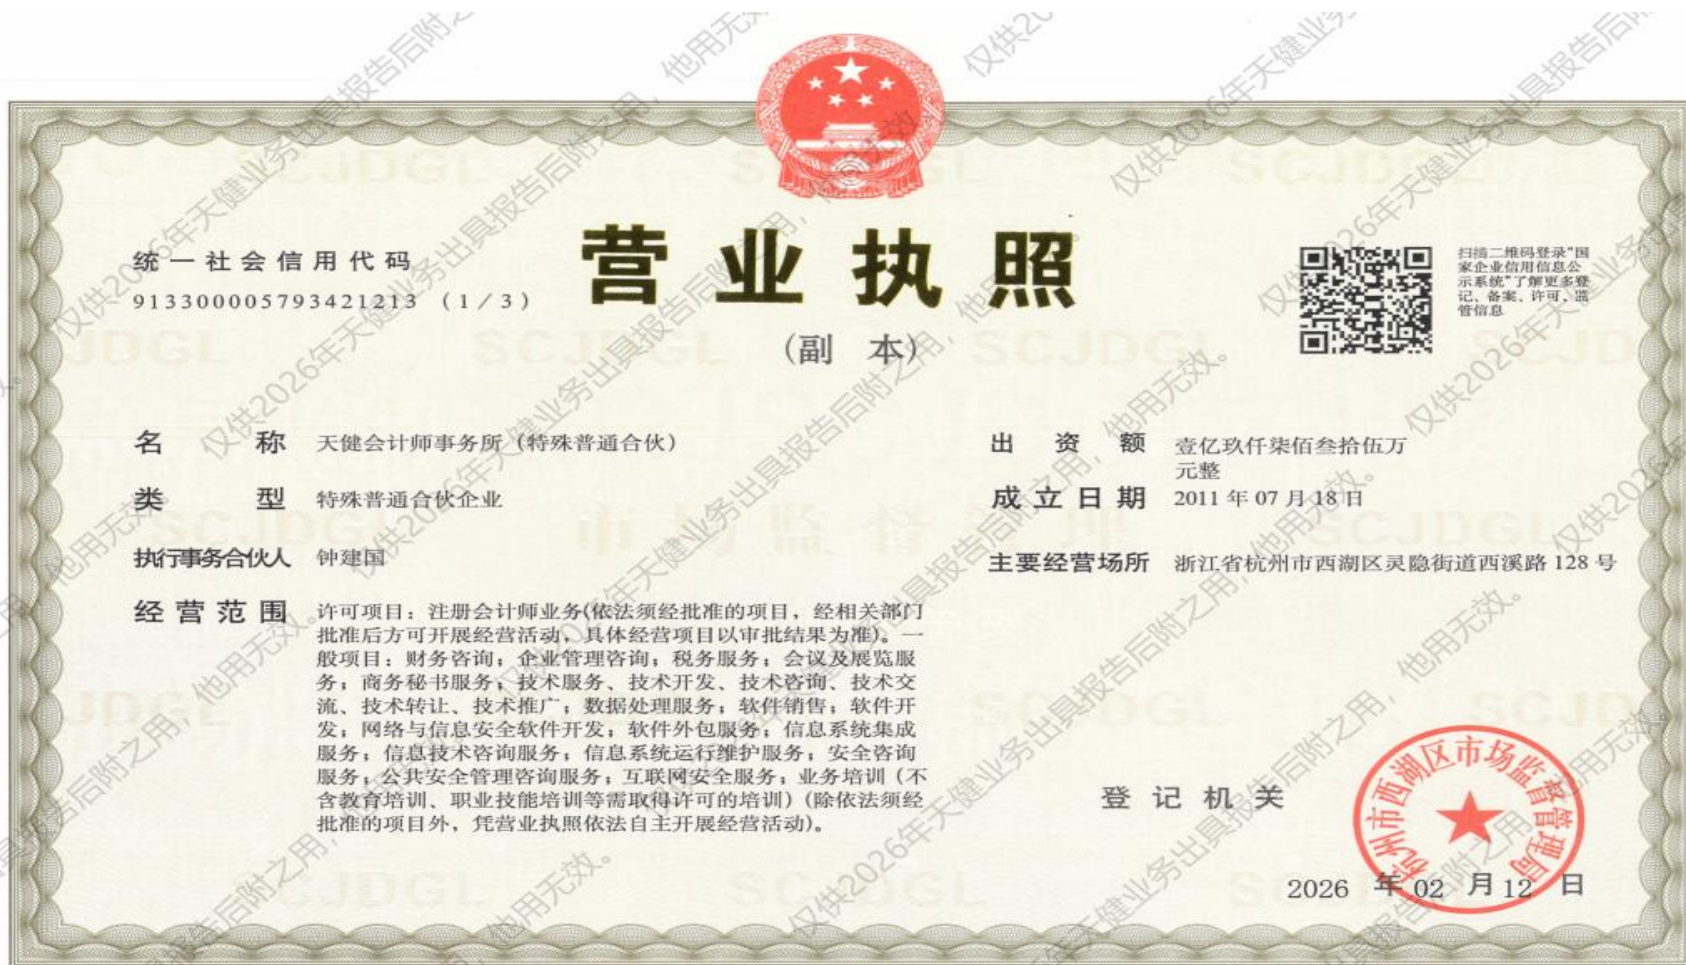 统一社会信用代码
913300005793421213 (1/3)
营业执照
(副 本)
扫描二维码登录"国
家企业信用信息公
示系统"了解更多登
记、备案、许可、监
管信息
名 称 天健会计师事务所(特殊普通合伙)
类 型 特殊普通合伙企业
执行事务合伙人 钟建国
经营范围 许可项目:注册会计师业务(依法须经批准的项目,经相关部门
批准后方可开展经营活动,具体经营项目以审批结果为准)。一
般项目:财务咨询;企业管理咨询;税务服务;会议及展览服
务;商务秘书服务;技术服务、技术开发、技术咨询、技术交
流、技术转让、技术推广;数据处理服务;软件销售;软件开
发;网络与信息安全软件开发;软件外包服务;信息系统集成
服务;信息技术咨询服务;信息系统运行维护服务;安全咨询
服务;公共安全管理咨询服务;互联网安全服务;业务培训(不
含教育培训、职业技能培训等需取得许可的培训)(除依法须经
批准的项目外,凭营业执照依法自主开展经营活动)。
出 资 额 壹亿玖仟柒佰叁拾伍万
元整
成立日期 2011年07月18日
主要经营场所 浙江省杭州市西湖区灵隐街道西溪路128号
登记机关
杭州市西湖区市场监督管理局
2026 年 02 月 12 日
仅供2026年天健业务出具报告后附之用,他用无效。
SCJDGL
市场监督管理